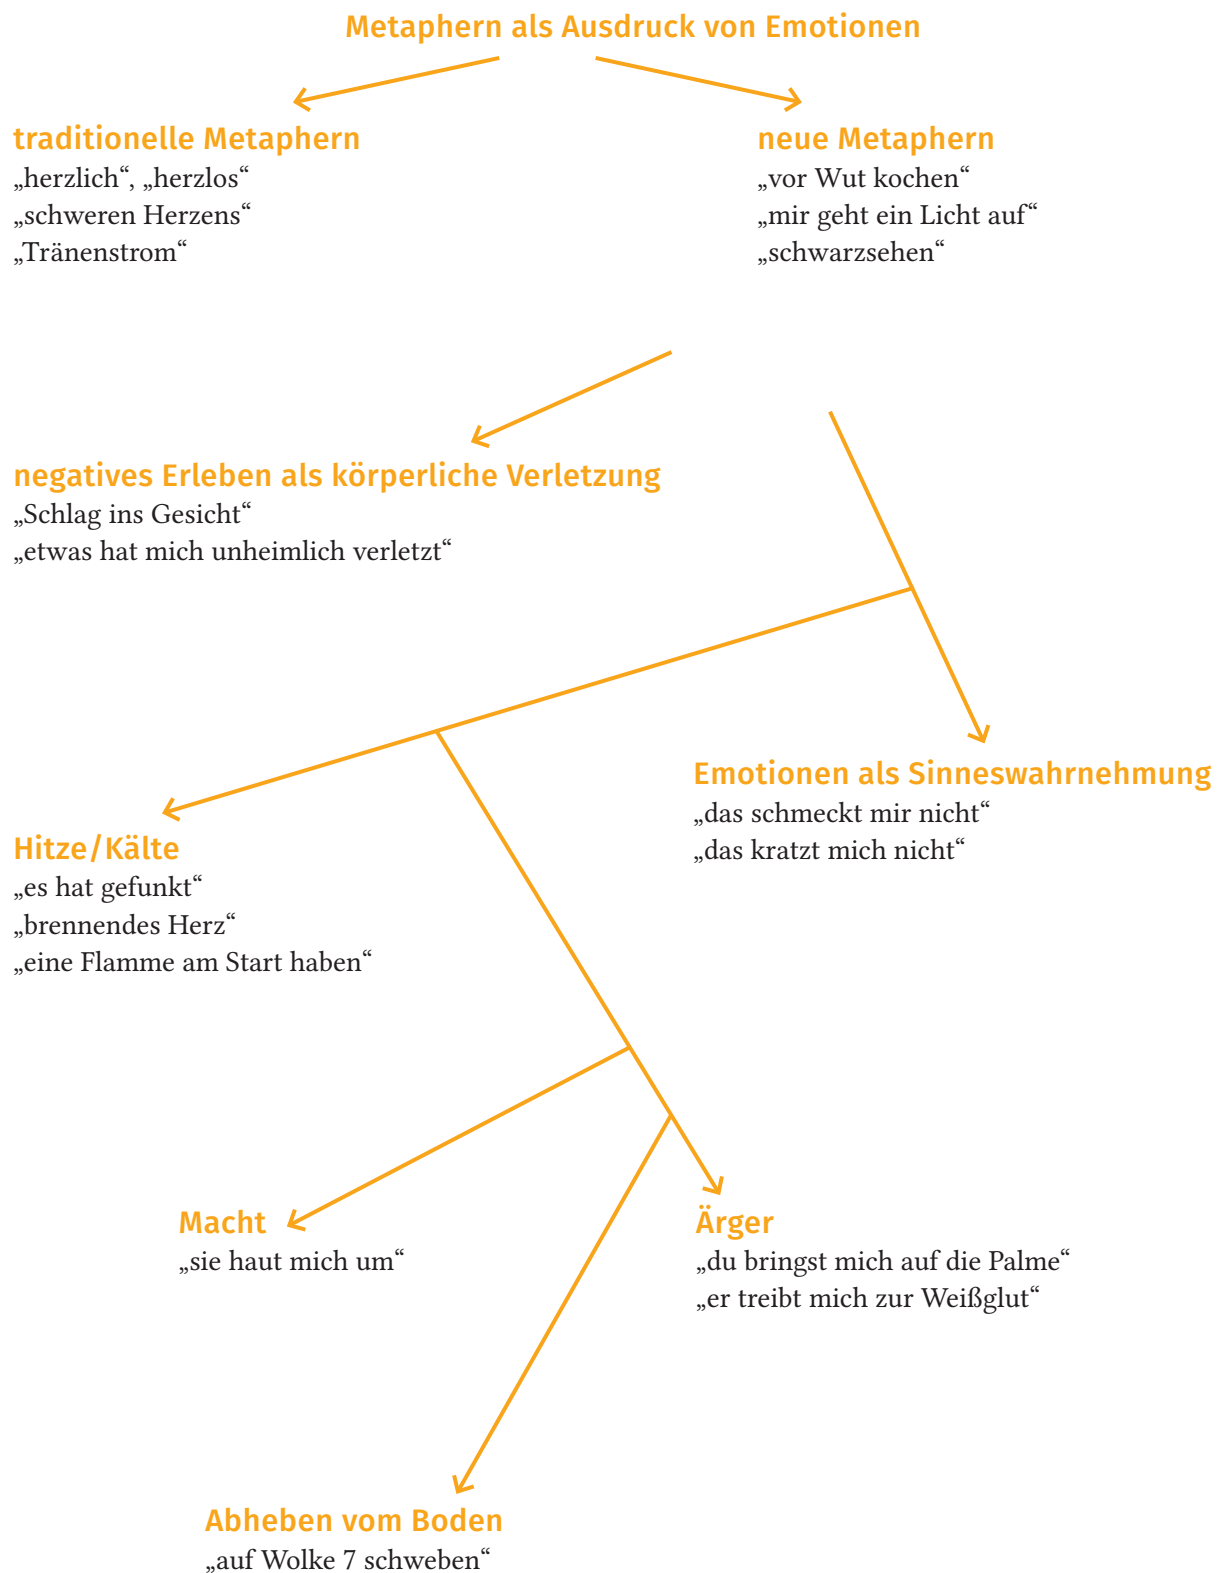 Metaphern als Ausdruck von Emotionen
traditionelle Metaphern
„herzlich“, „herzlos“
„schweren Herzens“
„Tränenstrom“
neue Metaphern
„vor Wut kochen“
„mir geht ein Licht auf“
„schwarzsehen“
negatives Erleben als körperliche Verletzung
„Schlag ins Gesicht“
„etwas hat mich unheimlich verletzt“
Emotionen als Sinneswahrnehmung
„das schmeckt mir nicht“
„das kratzt mich nicht“
Hitze/Kälte
„es hat gefunkt“
„brennendes Herz“
„eine Flamme am Start haben“
Macht
„sie haut mich um“
Ärger
„du bringst mich auf die Palme“
„er treibt mich zur Weißglut“
Abheben vom Boden
„auf Wolke 7 schweben“